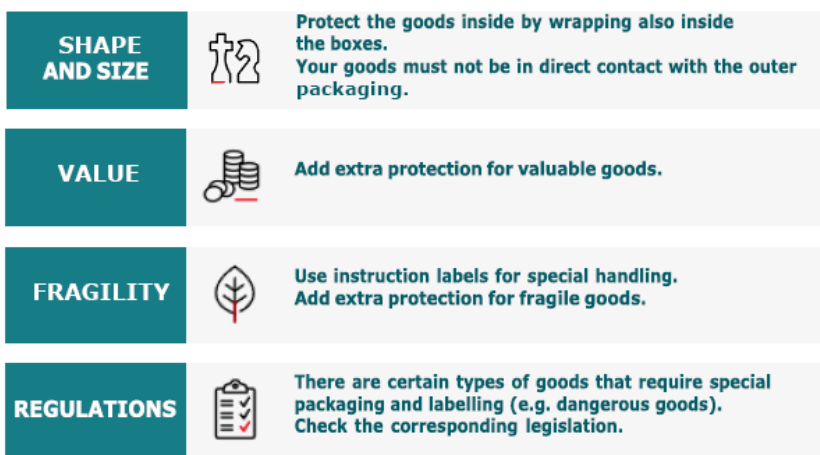 SHAPE
AND SIZE
Protect the goods inside by wrapping also inside
the boxes.
Your goods must not be in direct contact with the outer
packaging.
VALUE
Add extra protection for valuable goods.
FRAGILITY
Use instruction labels for special handling.
Add extra protection for fragile goods.
REGULATIONS
There are certain types of goods that require special
packaging and labelling (e.g. dangerous goods).
Check the corresponding legislation.